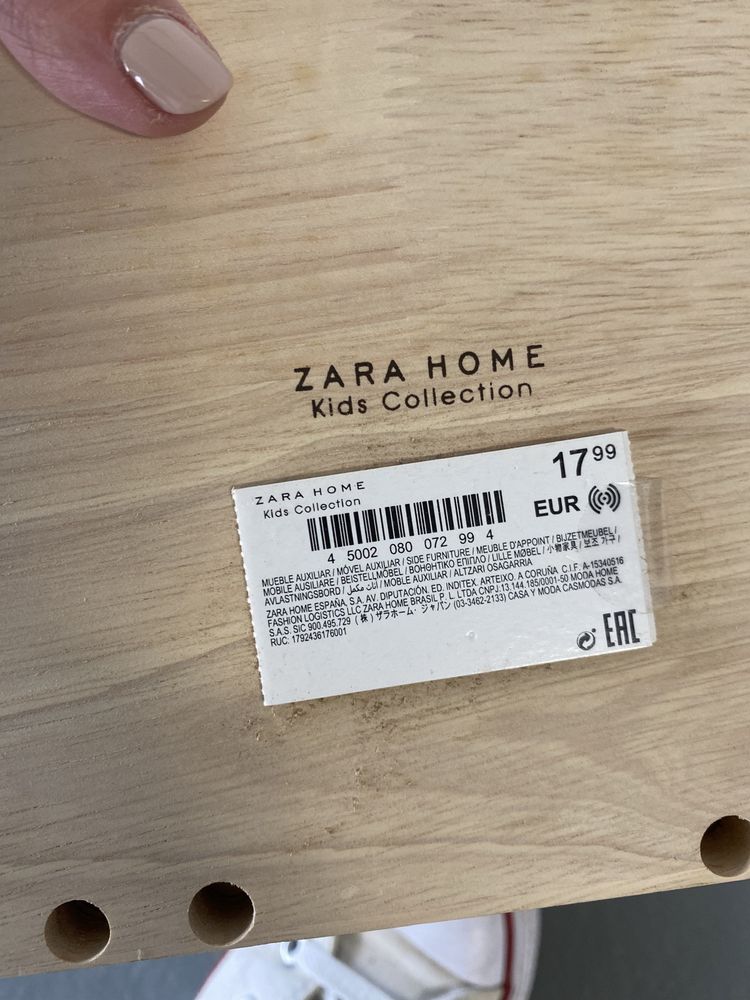 ZARA HOME
Kids Collection
17⁹⁹
ZARA HOME
Kids Collection
EUR
4 5002 080 072 99 4
MUEBLE AUXILIAR / MÓVEL AUXILIAR / SIDE FURNITURE / MEUBLE D'APPOINT / BIJZETMEUBEL /
MOBILE AUSILIARE / BEISTELLMÖBEL / ΒΟΗΘΗΤΙΚΟ ΕΠΙΠΛΟ / LILLE MØBEL / 小物家具 / 보조 가구 /
AVLASTNINGSBORD / أثاث مكمل / MOBLE AUXILIAR / ALTZARI OSAGARRIA
ZARA HOME ESPAÑA, S.A. AV. DIPUTACIÓN. ED. INDITEX. ARTEIXO. A CORUÑA C.I.F. A-15340516
FASHION LOGISTICS LLC ZARA HOME BRASIL P. L. LTDA CNPJ.13.144.185/0001-50 MODA HOME
S.A.S. SIC 900.495.729 (株) ザラホーム・ジャパン (03-3462-2133) CASA Y MODA CASMODAS S.A.
RUC: 1792436176001
EAC